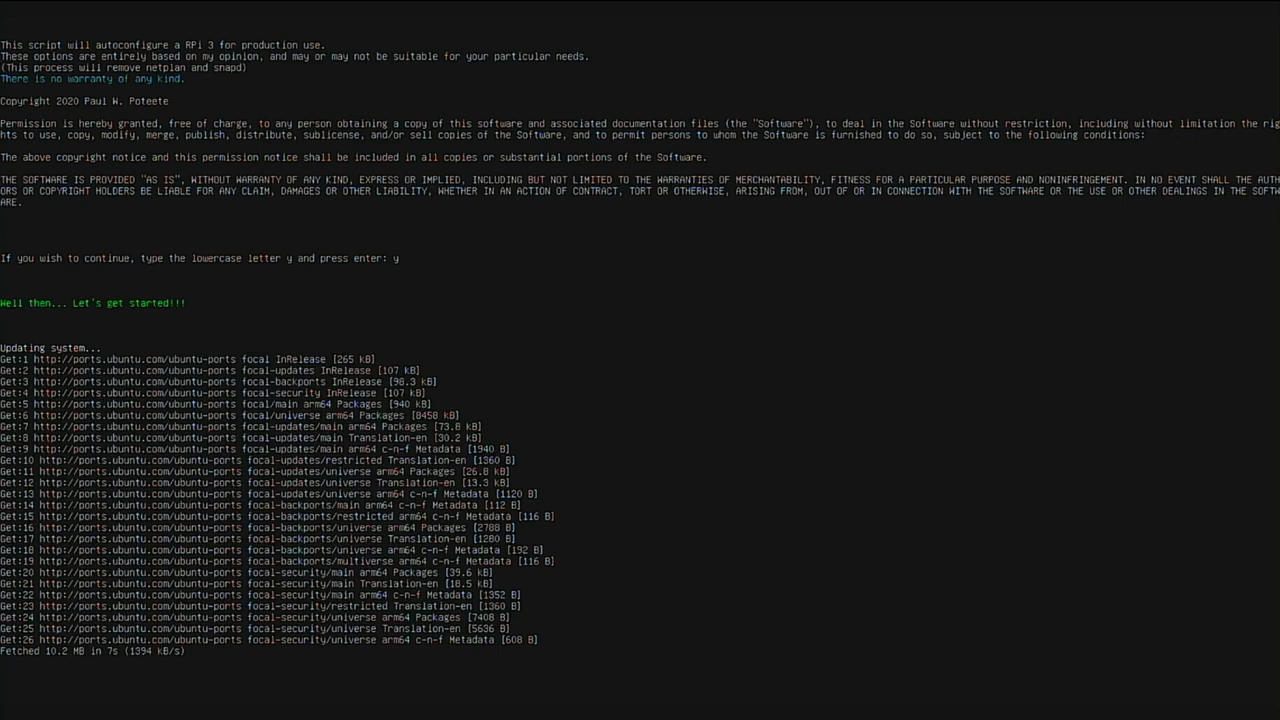 This script will autoconfigure a RPi 3 for production use.
These options are entirely based on my opinion, and may or may not be suitable for your particular needs.
(This process will remove netplan and snapd)
There is no warranty of any kind.
Copyright 2020 Paul W. Poteete
Permission is hereby granted, free of charge, to any person obtaining a copy of this software and associated documentation files (the "Software"), to deal in the Software without restriction, including without limitation the rig
hts to use, copy, modify, merge, publish, distribute, sublicense, and/or sell copies of the Software, and to permit persons to whom the Software is furnished to do so, subject to the following conditions:
The above copyright notice and this permission notice shall be included in all copies or substantial portions of the Software.
THE SOFTWARE IS PROVIDED "AS IS", WITHOUT WARRANTY OF ANY KIND, EXPRESS OR IMPLIED, INCLUDING BUT NOT LIMITED TO THE WARRANTIES OF MERCHANTABILITY, FITNESS FOR A PARTICULAR PURPOSE AND NONINFRINGEMENT. IN NO EVENT SHALL THE AUTH
ORS OR COPYRIGHT HOLDERS BE LIABLE FOR ANY CLAIM, DAMAGES OR OTHER LIABILITY, WHETHER IN AN ACTION OF CONTRACT, TORT OR OTHERWISE, ARISING FROM, OUT OF OR IN CONNECTION WITH THE SOFTWARE OR THE USE OR OTHER DEALINGS IN THE SOFTW
ARE.
If you wish to continue, type the lowercase letter y and press enter: y
Well then... Let's get started!!!
Updating system...
Get:1 http://ports.ubuntu.com/ubuntu-ports focal InRelease [265 kB]
Get:2 http://ports.ubuntu.com/ubuntu-ports focal-updates InRelease [107 kB]
Get:3 http://ports.ubuntu.com/ubuntu-ports focal-backports InRelease [98.3 kB]
Get:4 http://ports.ubuntu.com/ubuntu-ports focal-security InRelease [107 kB]
Get:5 http://ports.ubuntu.com/ubuntu-ports focal/main arm64 Packages [940 kB]
Get:6 http://ports.ubuntu.com/ubuntu-ports focal/universe arm64 Packages [8458 kB]
Get:7 http://ports.ubuntu.com/ubuntu-ports focal-updates/main arm64 Packages [73.8 kB]
Get:8 http://ports.ubuntu.com/ubuntu-ports focal-updates/main Translation-en [30.2 kB]
Get:9 http://ports.ubuntu.com/ubuntu-ports focal-updates/main arm64 c-n-f Metadata [1940 B]
Get:10 http://ports.ubuntu.com/ubuntu-ports focal-updates/restricted Translation-en [1360 B]
Get:11 http://ports.ubuntu.com/ubuntu-ports focal-updates/universe arm64 Packages [26.8 kB]
Get:12 http://ports.ubuntu.com/ubuntu-ports focal-updates/universe Translation-en [13.3 kB]
Get:13 http://ports.ubuntu.com/ubuntu-ports focal-updates/universe arm64 c-n-f Metadata [1120 B]
Get:14 http://ports.ubuntu.com/ubuntu-ports focal-backports/main arm64 c-n-f Metadata [112 B]
Get:15 http://ports.ubuntu.com/ubuntu-ports focal-backports/restricted arm64 c-n-f Metadata [116 B]
Get:16 http://ports.ubuntu.com/ubuntu-ports focal-backports/universe arm64 Packages [2788 B]
Get:17 http://ports.ubuntu.com/ubuntu-ports focal-backports/universe Translation-en [1280 B]
Get:18 http://ports.ubuntu.com/ubuntu-ports focal-backports/universe arm64 c-n-f Metadata [192 B]
Get:19 http://ports.ubuntu.com/ubuntu-ports focal-backports/multiverse arm64 c-n-f Metadata [116 B]
Get:20 http://ports.ubuntu.com/ubuntu-ports focal-security/main arm64 Packages [39.6 kB]
Get:21 http://ports.ubuntu.com/ubuntu-ports focal-security/main Translation-en [18.5 kB]
Get:22 http://ports.ubuntu.com/ubuntu-ports focal-security/main arm64 c-n-f Metadata [1352 B]
Get:23 http://ports.ubuntu.com/ubuntu-ports focal-security/restricted Translation-en [1360 B]
Get:24 http://ports.ubuntu.com/ubuntu-ports focal-security/universe arm64 Packages [7408 B]
Get:25 http://ports.ubuntu.com/ubuntu-ports focal-security/universe Translation-en [5636 B]
Get:26 http://ports.ubuntu.com/ubuntu-ports focal-security/universe arm64 c-n-f Metadata [608 B]
Fetched 10.2 MB in 7s (1394 kB/s)